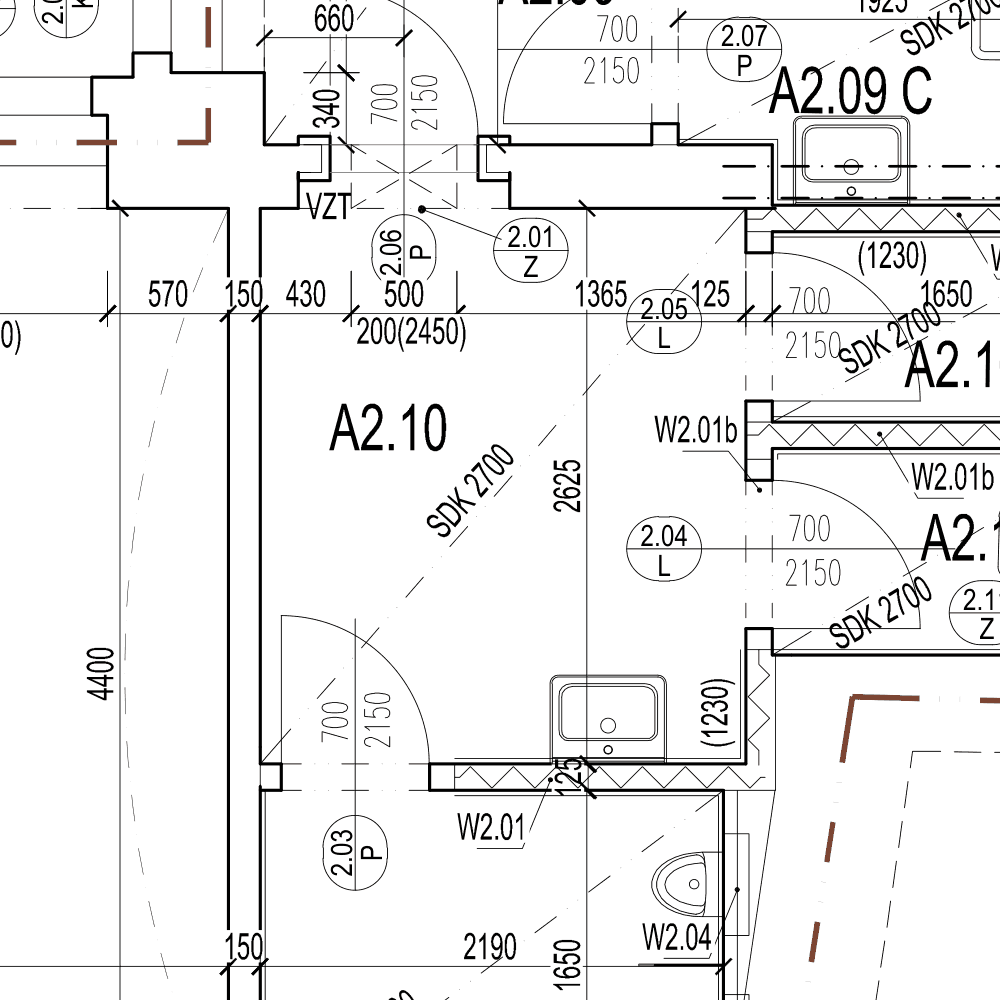 660
1925
700
2150
2.07
P
SDK 2700
A2.09 C
340
700
2150
VZT
2.06
P
2.01
Z
(1230)
570
150
430
500
1365
125
1650
200(2450)
2.05
L
700
2150
SDK 2700
A2.10
W2.01b
SDK 2700
2625
W2.01b
2.04
L
700
2150
SDK 2700
Z
4400
700
2150
(1230)
125
W2.01
2.03
P
W2.04
150
2190
1650